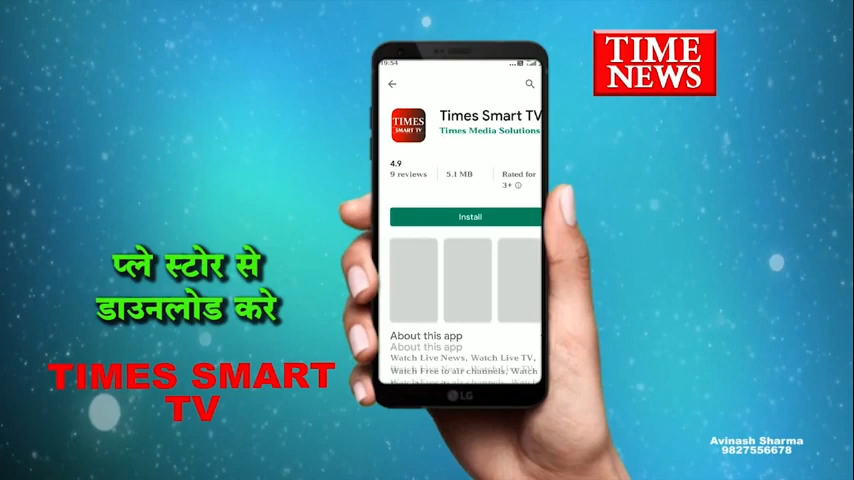 TIME
NEWS
19:54
TIMES
SMART TV
Times Smart TV
Times Media Solutions
4.9
9 reviews
5.1 MB
Rated for
3+
Install
About this app
About this app
Watch Live News, Watch Live TV,
Watch Free to air channels, Watch
LG
प्ले स्टोर से
डाउनलोड करे
TIMES SMART
TV
Avinash Sharma
9827556678